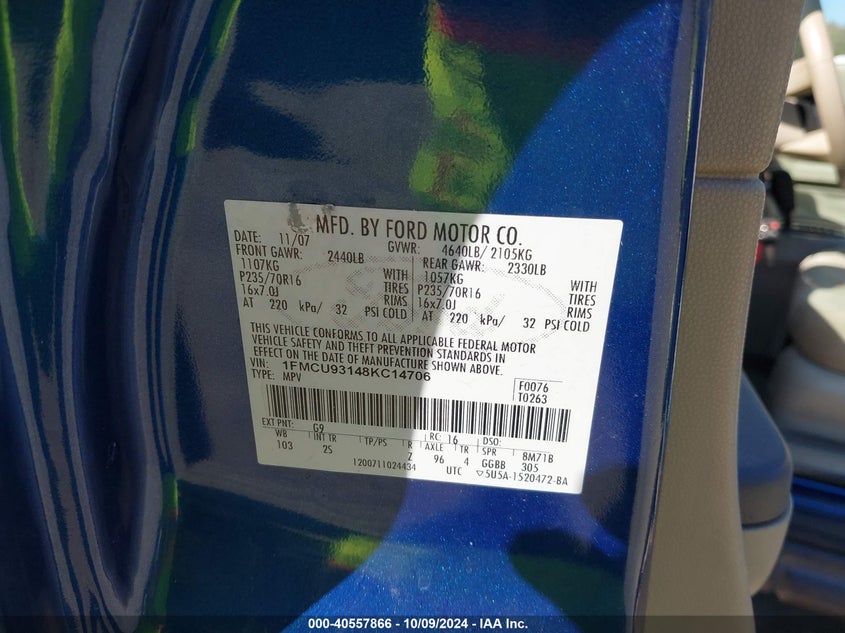 MFD. BY FORD MOTOR CO.
DATE: 11/07 GVWR: 4640LB/ 2105KG
FRONT GAWR: 2440LB REAR GAWR: 2330LB
1107KG WITH 1057KG WITH
P235/70R16 TIRES P235/70R16 TIRES
16x7.0J RIMS 16x7.0J RIMS
AT 220 kPa/ 32 PSI COLD AT 220 kPa/ 32 PSI COLD
THIS VEHICLE CONFORMS TO ALL APPLICABLE FEDERAL MOTOR
VEHICLE SAFETY AND THEFT PREVENTION STANDARDS IN
EFFECT ON THE DATE OF MANUFACTURE SHOWN ABOVE.
VIN: 1FMCU93148KC14706
TYPE: MPV F0076
T0263
EXT PNT: G9 RC: 16 DSO:
WB INT TR TP/PS R AXLE TR SPR 8M71B
103 2S Z 96 4 GGBB 305
1200711024434 UTC ▽5U5A-1520472-BA
000-40557866 - 10/09/2024 - IAA Inc.